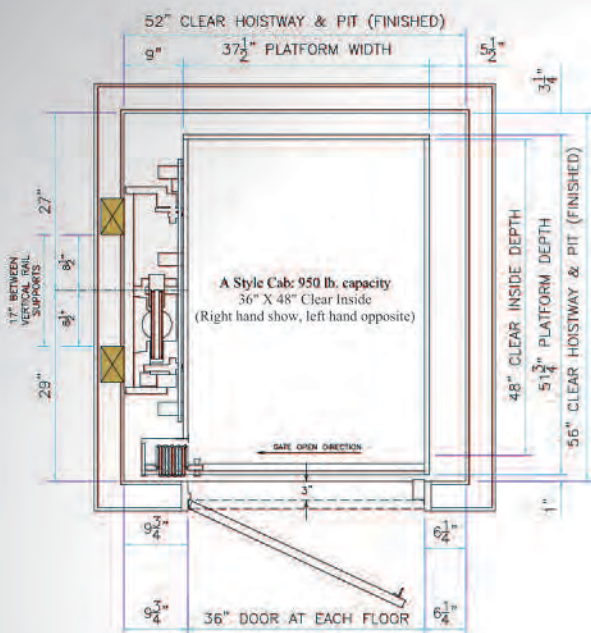 52" CLEAR HOISTWAY & PIT (FINISHED)
9"
37½" PLATFORM WIDTH
5½"
3¼"
27"
17" BETWEEN
VERTICAL RAIL
SUPPORTS
8½"
8½"
29"
A Style Cab: 950 lb. capacity
36" X 48" Clear Inside
(Right hand show, left hand opposite)
48" CLEAR INSIDE DEPTH
51¾" PLATFORM DEPTH
56" CLEAR HOISTWAY & PIT (FINISHED)
GATE OPEN DIRECTION
3"
1"
9¾"
6¼"
9¾"
36" DOOR AT EACH FLOOR
6¼"